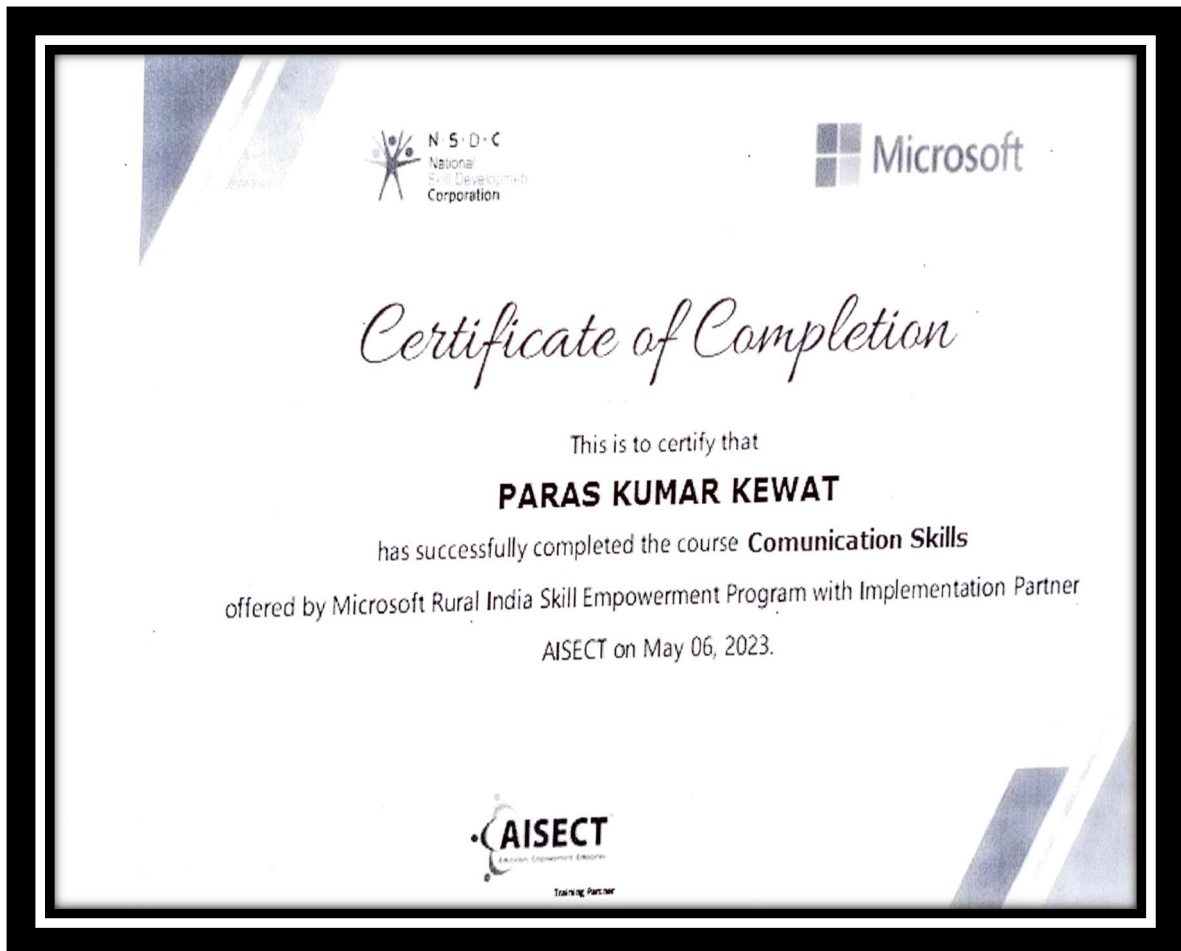 N·S·D·C
National
Skill Development
Corporation
Microsoft
Certificate of Completion
This is to certify that
PARAS KUMAR KEWAT
has successfully completed the course Comunication Skills
offered by Microsoft Rural India Skill Empowerment Program with Implementation Partner
AISECT on May 06, 2023.
AISECT
Training Partner